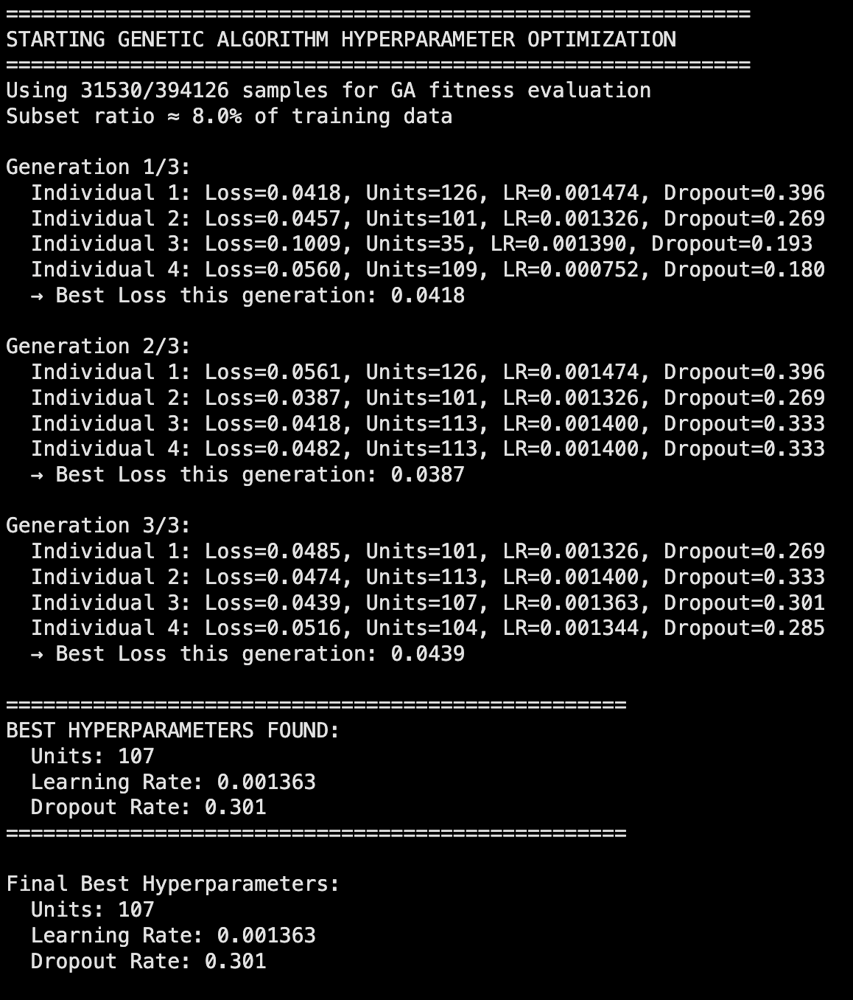 ============================================================
STARTING GENETIC ALGORITHM HYPERPARAMETER OPTIMIZATION
============================================================
Using 31530/394126 samples for GA fitness evaluation
Subset ratio ≈ 8.0% of training data

Generation 1/3:
  Individual 1: Loss=0.0418, Units=126, LR=0.001474, Dropout=0.396
  Individual 2: Loss=0.0457, Units=101, LR=0.001326, Dropout=0.269
  Individual 3: Loss=0.1009, Units=35, LR=0.001390, Dropout=0.193
  Individual 4: Loss=0.0560, Units=109, LR=0.000752, Dropout=0.180
  → Best Loss this generation: 0.0418

Generation 2/3:
  Individual 1: Loss=0.0561, Units=126, LR=0.001474, Dropout=0.396
  Individual 2: Loss=0.0387, Units=101, LR=0.001326, Dropout=0.269
  Individual 3: Loss=0.0418, Units=113, LR=0.001400, Dropout=0.333
  Individual 4: Loss=0.0482, Units=113, LR=0.001400, Dropout=0.333
  → Best Loss this generation: 0.0387

Generation 3/3:
  Individual 1: Loss=0.0485, Units=101, LR=0.001326, Dropout=0.269
  Individual 2: Loss=0.0474, Units=113, LR=0.001400, Dropout=0.333
  Individual 3: Loss=0.0439, Units=107, LR=0.001363, Dropout=0.301
  Individual 4: Loss=0.0516, Units=104, LR=0.001344, Dropout=0.285
  → Best Loss this generation: 0.0439

==================================================
BEST HYPERPARAMETERS FOUND:
  Units: 107
  Learning Rate: 0.001363
  Dropout Rate: 0.301
==================================================

Final Best Hyperparameters:
  Units: 107
  Learning Rate: 0.001363
  Dropout Rate: 0.301